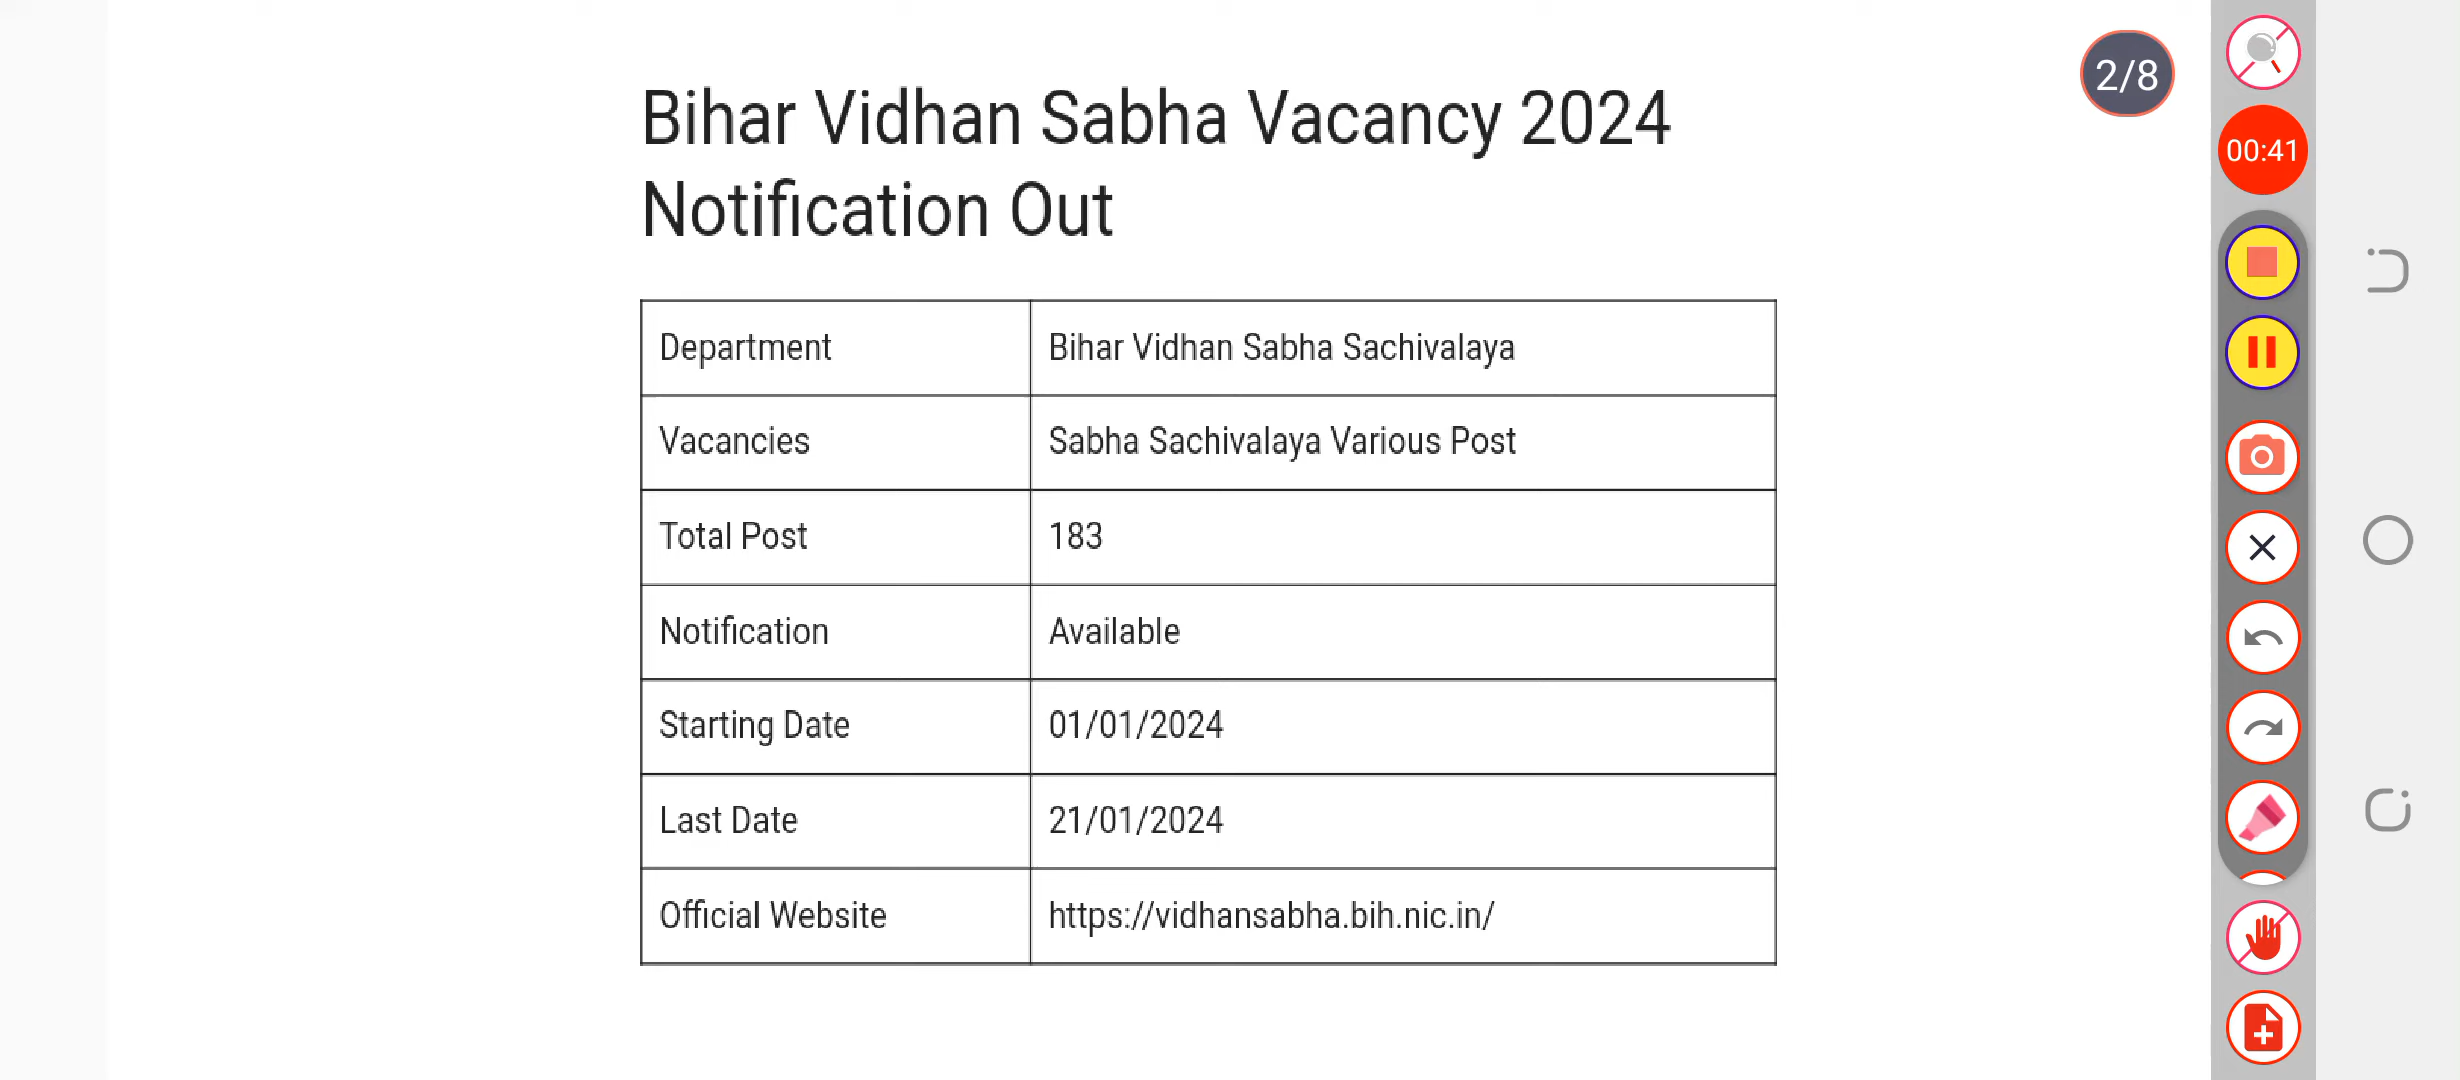 Bihar Vidhan Sabha Vacancy 2024
Notification Out
2/8
00:41
Department Bihar Vidhan Sabha Sachivalaya
Vacancies Sabha Sachivalaya Various Post
Total Post 183
Notification Available
Starting Date 01/01/2024
Last Date 21/01/2024
Official Website https://vidhansabha.bih.nic.in/